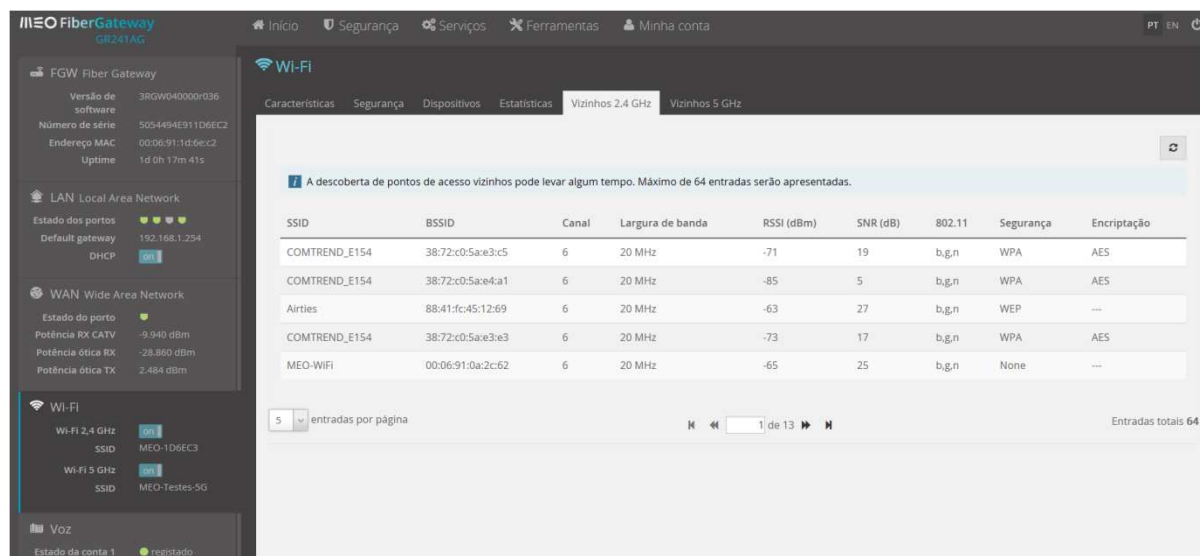 MEO FiberGateway
GR241AG
Início Segurança Serviços Ferramentas Minha conta
PT EN
FGW Fiber Gateway
Versão de software 3RGW040000r036
Número de série 5054494E911D6EC2
Endereço MAC 00:06:91:1d:6e:c2
Uptime 1d 0h 17m 41s
LAN Local Area Network
Estado dos portos
Default gateway 192.168.1.254
DHCP on
WAN Wide Area Network
Estado do porto
Potência RX CATV -9.940 dBm
Potência ótica RX -28.860 dBm
Potência ótica TX 2.484 dBm
Wi-Fi
Wi-Fi 2,4 GHz on
SSID MEO-1D6EC3
Wi-Fi 5 GHz on
SSID MEO-Testes-5G
Voz
Estado da conta 1 registado
Wi-Fi
Características Segurança Dispositivos Estatísticas Vizinhos 2.4 GHz Vizinhos 5 GHz
A descoberta de pontos de acesso vizinhos pode levar algum tempo. Máximo de 64 entradas serão apresentadas.
SSID BSSID Canal Largura de banda RSSI (dBm) SNR (dB) 802.11 Segurança Encriptação
COMTREND_E154 38:72:c0:5a:e3:c5 6 20 MHz -71 19 b,g,n WPA AES
COMTREND_E154 38:72:c0:5a:e4:a1 6 20 MHz -85 5 b,g,n WPA AES
Airties 88:41:fc:45:12:69 6 20 MHz -63 27 b,g,n WEP ---
COMTREND_E154 38:72:c0:5a:e3:e3 6 20 MHz -73 17 b,g,n WPA AES
MEO-WiFi 00:06:91:0a:2c:62 6 20 MHz -65 25 b,g,n None ---
5 entradas por página 1 de 13 Entradas totais 64